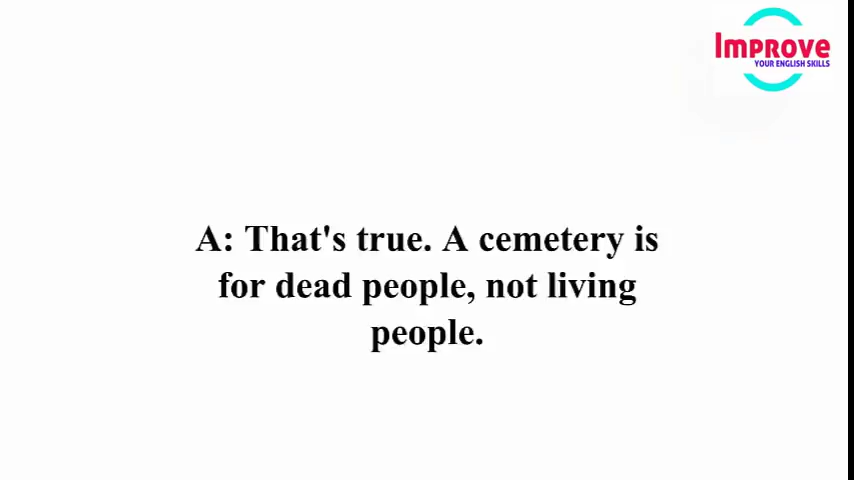 Improve
YOUR ENGLISH SKILLS
A: That's true. A cemetery is
for dead people, not living
people.